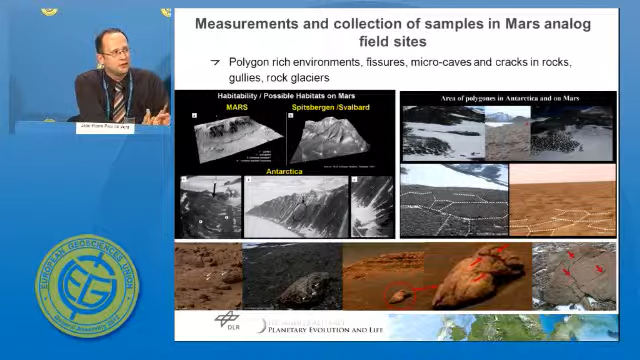 Measurements and collection of samples in Mars analog
field sites
Polygon rich environments, fissures, micro-caves and cracks in rocks,
gullies, rock glaciers
Habitability / Possible Habitats on Mars
MARS
Spitsbergen /Svalbard
Antarctica
Area of polygons in Antarctica and on Mars
EUROPEAN GEOSCIENCES UNION
General Assembly
DLR
PLANETARY EVOLUTION AND LIFE